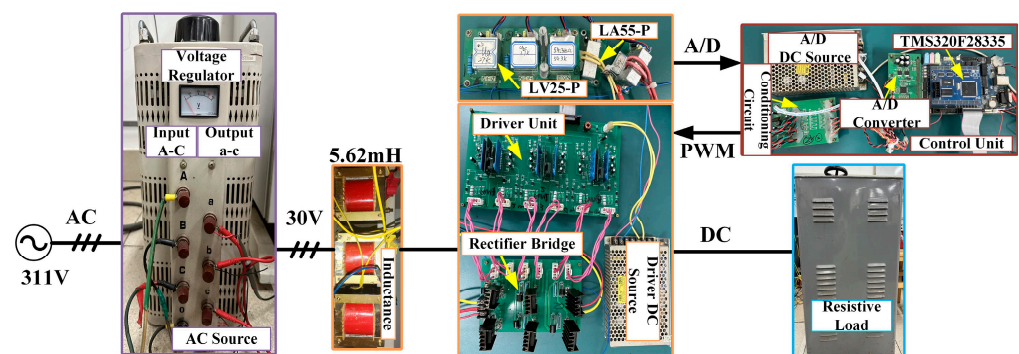 311V
AC
Voltage
Regulator
V
Input
A-C
Output
a-c
A
B
C
a
b
AC Source
30V
5.62mH
Inductance
LA55-P
LV25-P
Driver Unit
Rectifier Bridge
Driver DC
Source
A/D
PWM
A/D
DC Source
TMS320F28335
Conditioning
Circuit
A/D
Converter
Control Unit
DC
Resistive
Load